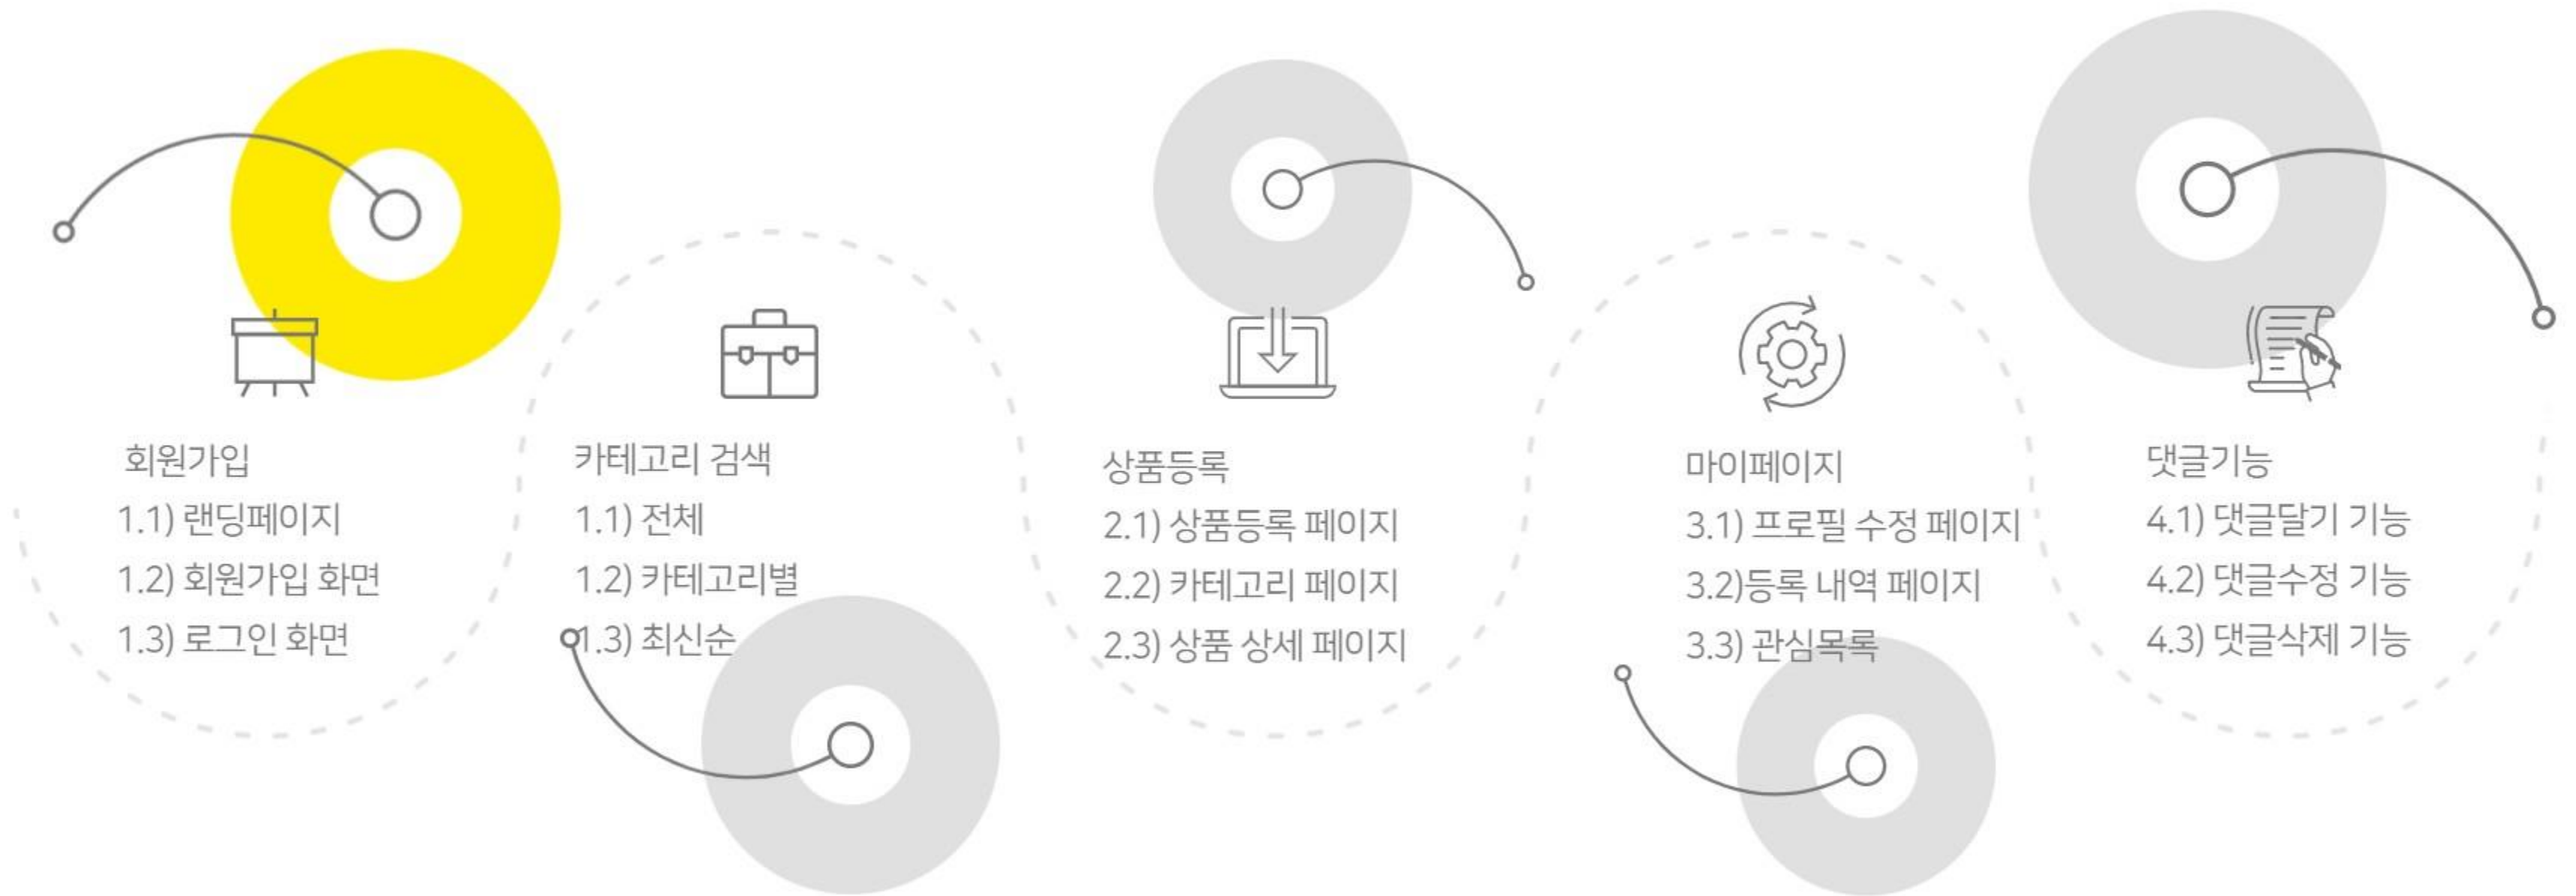 회원가입
1.1) 랜딩페이지
1.2) 회원가입 화면
1.3) 로그인 화면
카테고리 검색
1.1) 전체
1.2) 카테고리별
1.3) 최신순
상품등록
2.1) 상품등록 페이지
2.2) 카테고리 페이지
2.3) 상품 상세 페이지
마이페이지
3.1) 프로필 수정 페이지
3.2)등록 내역 페이지
3.3) 관심목록
댓글기능
4.1) 댓글달기 기능
4.2) 댓글수정 기능
4.3) 댓글삭제 기능